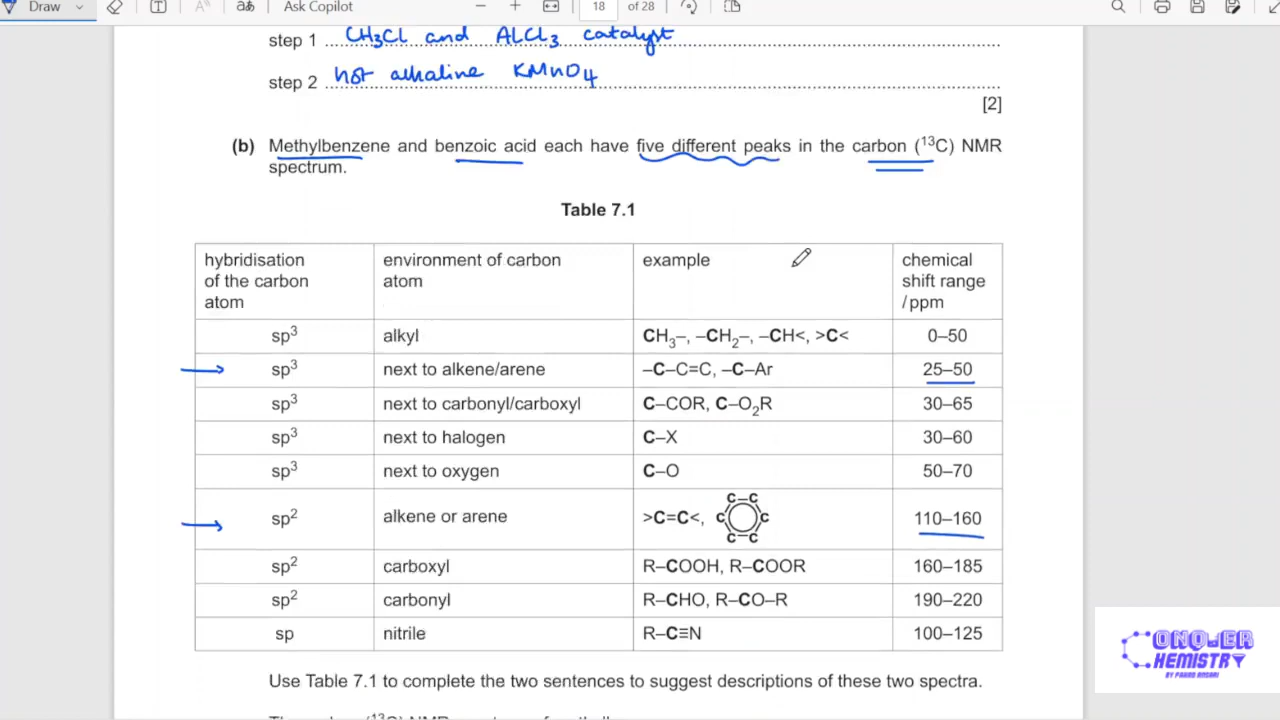 Draw
Ask Copilot
18 of 28
step 1 CH3Cl and AlCl3 catalyst
step 2 hot alkaline KMnO4
[2]
(b) Methylbenzene and benzoic acid each have five different peaks in the carbon (¹³C) NMR
spectrum.
Table 7.1
hybridisation of the carbon atom | environment of carbon atom | example | chemical shift range /ppm
sp³ | alkyl | CH₃–, –CH₂–, –CH<, >C< | 0–50
sp³ | next to alkene/arene | –C–C=C, –C–Ar | 25–50
sp³ | next to carbonyl/carboxyl | C–COR, C–O₂R | 30–65
sp³ | next to halogen | C–X | 30–60
sp³ | next to oxygen | C–O | 50–70
sp² | alkene or arene | >C=C<, C–C C C C–C | 110–160
sp² | carboxyl | R–COOH, R–COOR | 160–185
sp² | carbonyl | R–CHO, R–CO–R | 190–220
sp | nitrile | R–C≡N | 100–125
Use Table 7.1 to complete the two sentences to suggest descriptions of these two spectra.
CONQUER
CHEMISTRY
BY FAHAD ANSARI